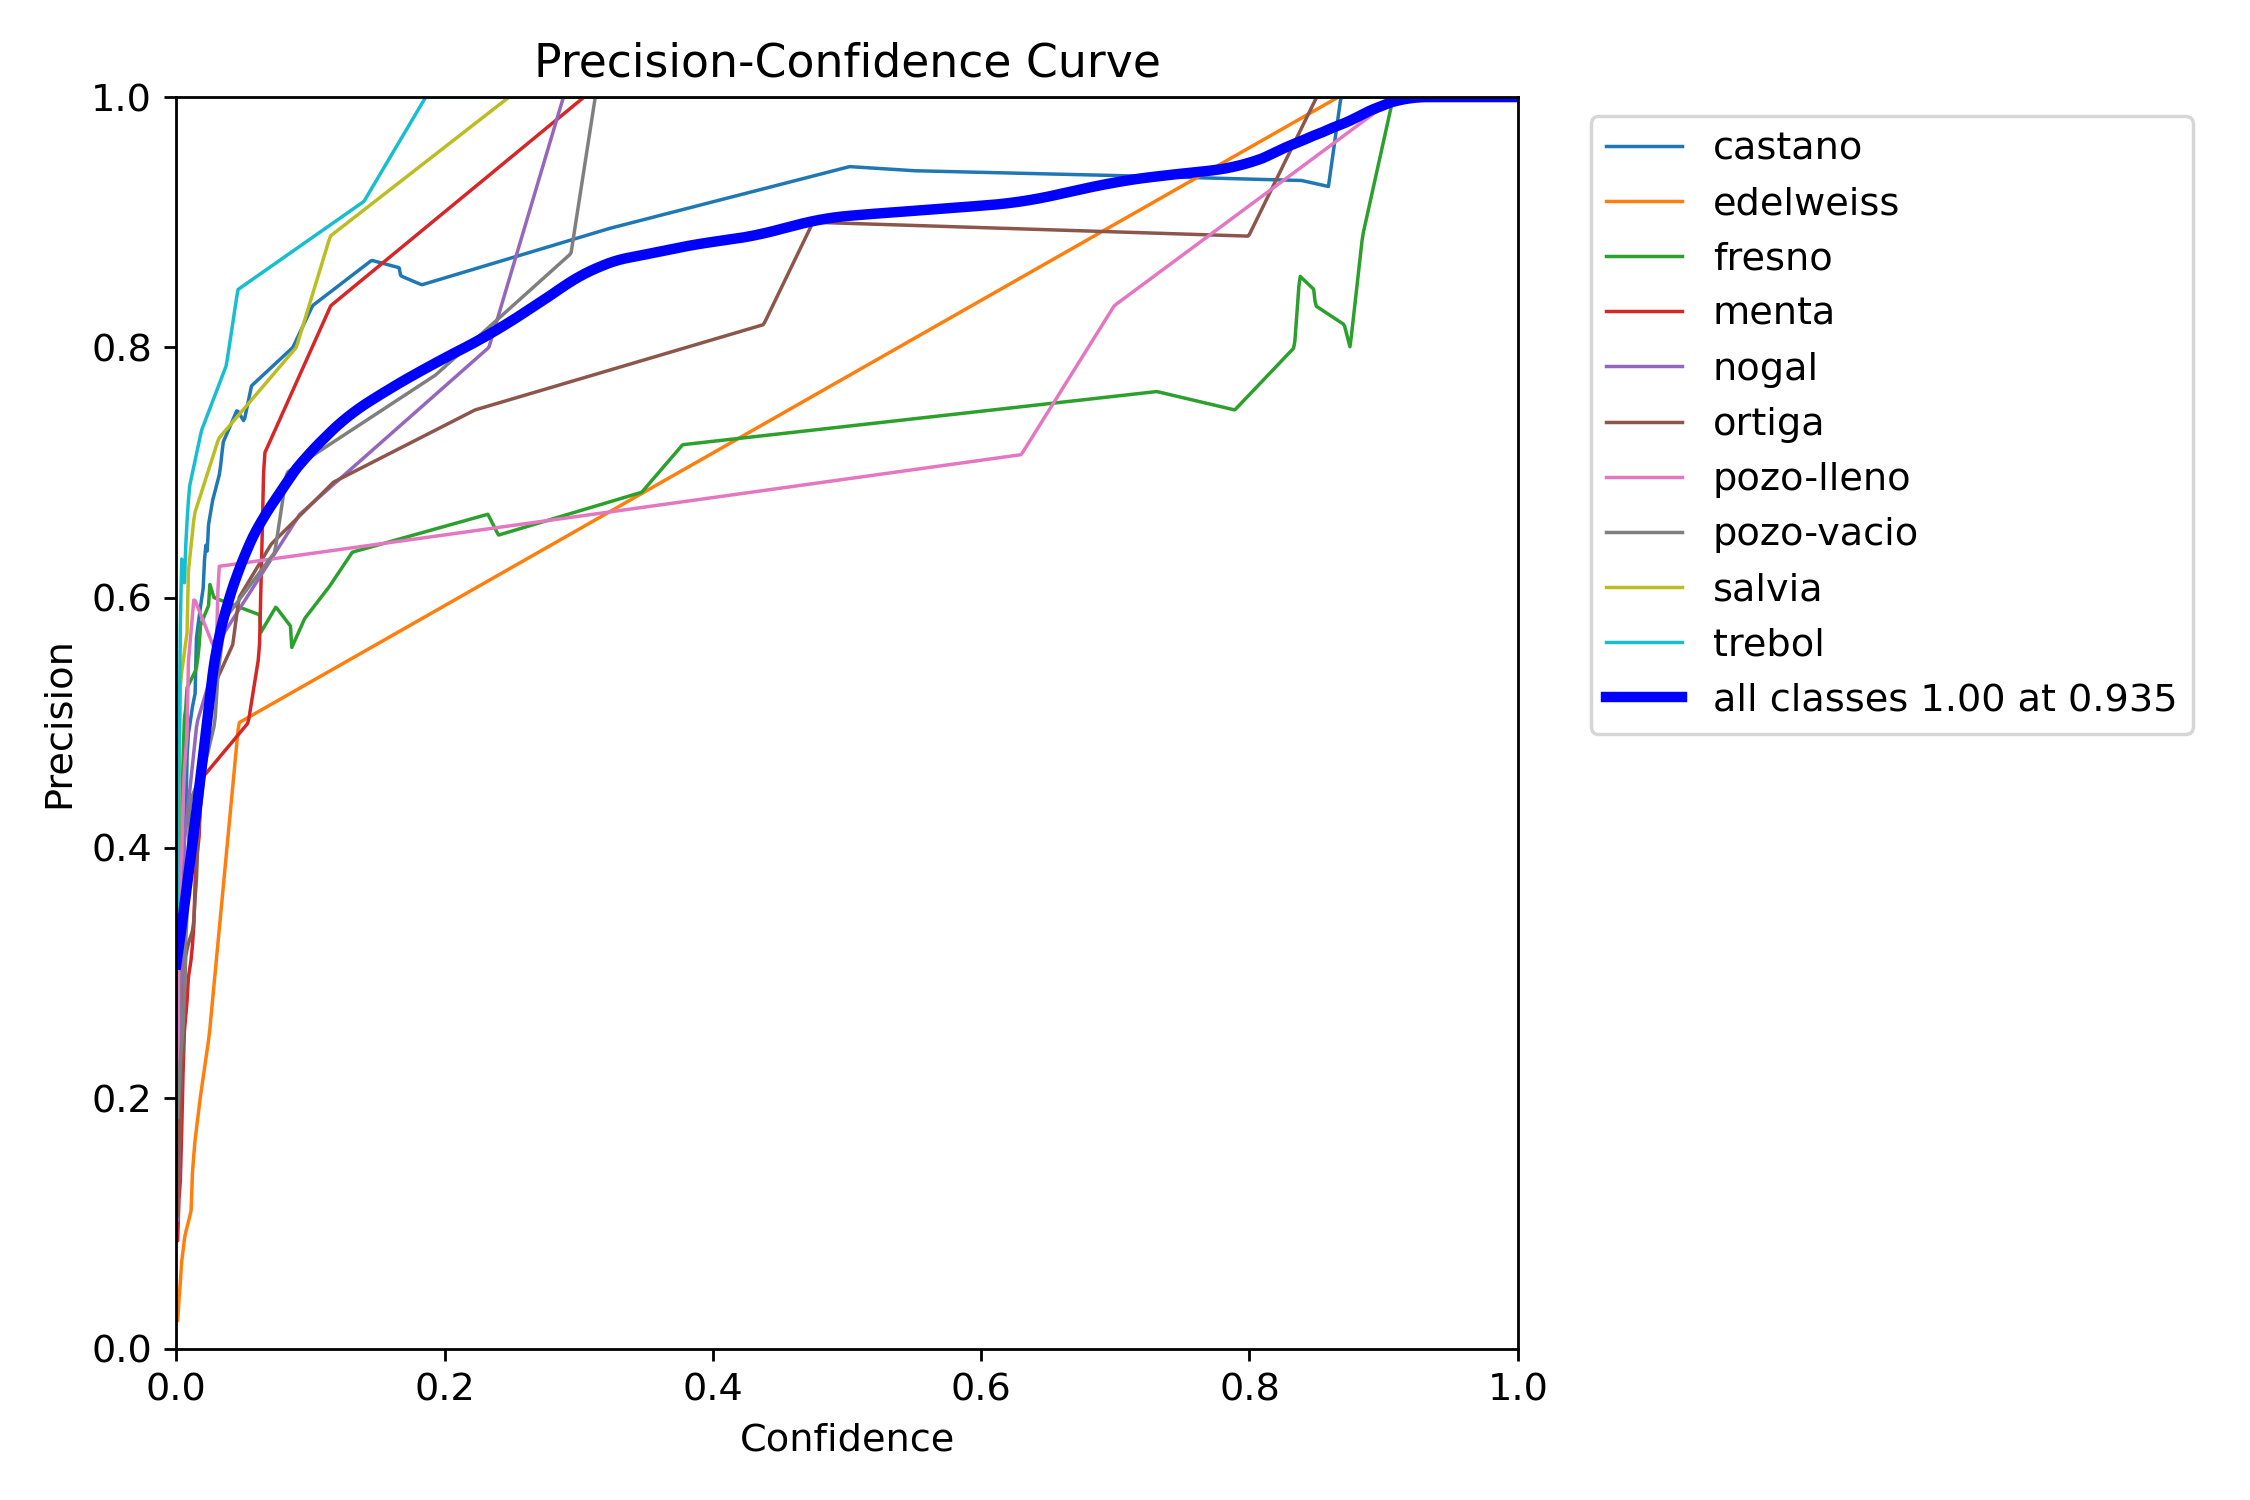 Precision-Confidence Curve
1.0
0.8
0.6
0.4
0.2
0.0
Precision
0.0 0.2 0.4 0.6 0.8 1.0
Confidence
castano
edelweiss
fresno
menta
nogal
ortiga
pozo-lleno
pozo-vacio
salvia
trebol
all classes 1.00 at 0.935